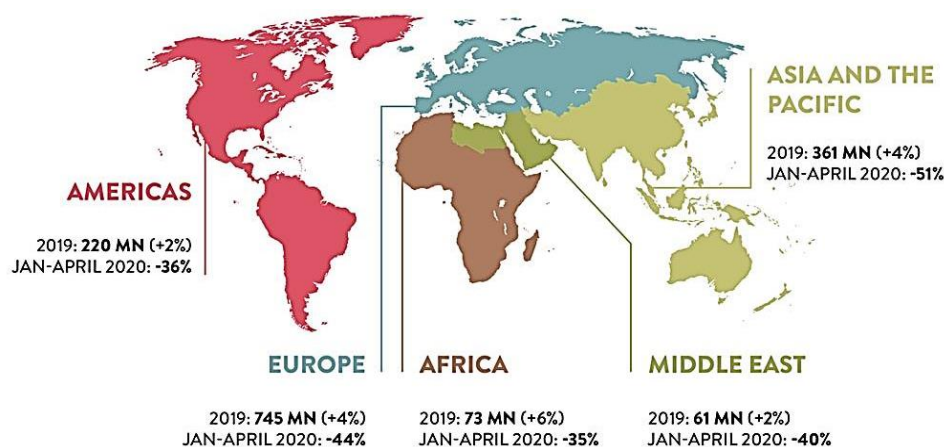 ASIA AND THE
PACIFIC
2019: 361 MN (+4%)
JAN-APRIL 2020: -51%
AMERICAS
2019: 220 MN (+2%)
JAN-APRIL 2020: -36%
EUROPE
2019: 745 MN (+4%)
JAN-APRIL 2020: -44%
AFRICA
2019: 73 MN (+6%)
JAN-APRIL 2020: -35%
MIDDLE EAST
2019: 61 MN (+2%)
JAN-APRIL 2020: -40%